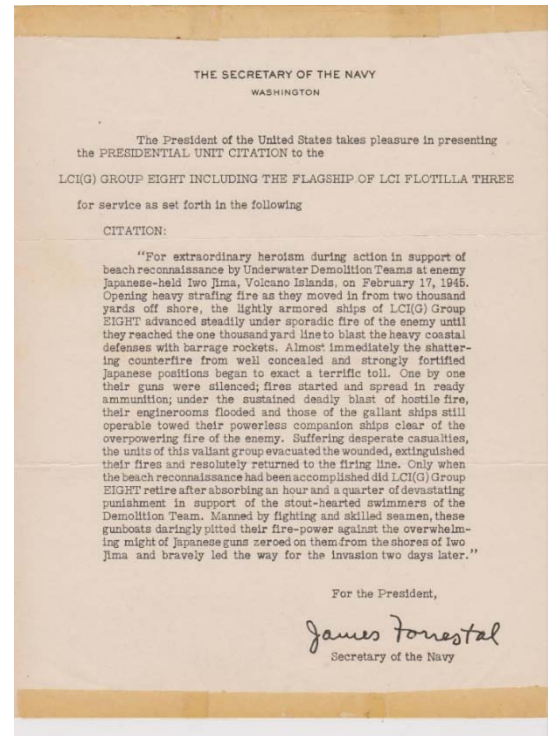 THE SECRETARY OF THE NAVY
WASHINGTON
The President of the United States takes pleasure in presenting
the PRESIDENTIAL UNIT CITATION to the
LCI(G) GROUP EIGHT INCLUDING THE FLAGSHIP OF LCI FLOTILLA THREE
for service as set forth in the following
CITATION:
"For extraordinary heroism during action in support of
beach reconnaissance by Underwater Demolition Teams at enemy
Japanese-held Iwo Jima, Volcano Islands, on February 17, 1945.
Opening heavy strafing fire as they moved in from two thousand
yards off shore, the lightly armored ships of LCI(G) Group
EIGHT advanced steadily under sporadic fire of the enemy until
they reached the one thousand yard line to blast the heavy coastal
defenses with barrage rockets. Almost immediately the shatter-
ing counterfire from well concealed and strongly fortified
Japanese positions began to exact a terrific toll. One by one
their guns were silenced; fires started and spread in ready
ammunition; under the sustained deadly blast of hostile fire,
their enginerooms flooded and those of the gallant ships still
operable towed their powerless companion ships clear of the
overpowering fire of the enemy. Suffering desperate casualties,
the units of this valiant group evacuated the wounded, extinguished
their fires and resolutely returned to the firing line. Only when
the beach reconnaissance had been accomplished did LCI(G) Group
EIGHT retire after absorbing an hour and a quarter of devastating
punishment in support of the stout-hearted swimmers of the
Demolition Team. Manned by fighting and skilled seamen, these
gunboats daringly pitted their fire-power against the overwhelm-
ing might of Japanese guns zeroed on them from the shores of Iwo
Jima and bravely led the way for the invasion two days later."
For the President,
James Forrestal
Secretary of the Navy